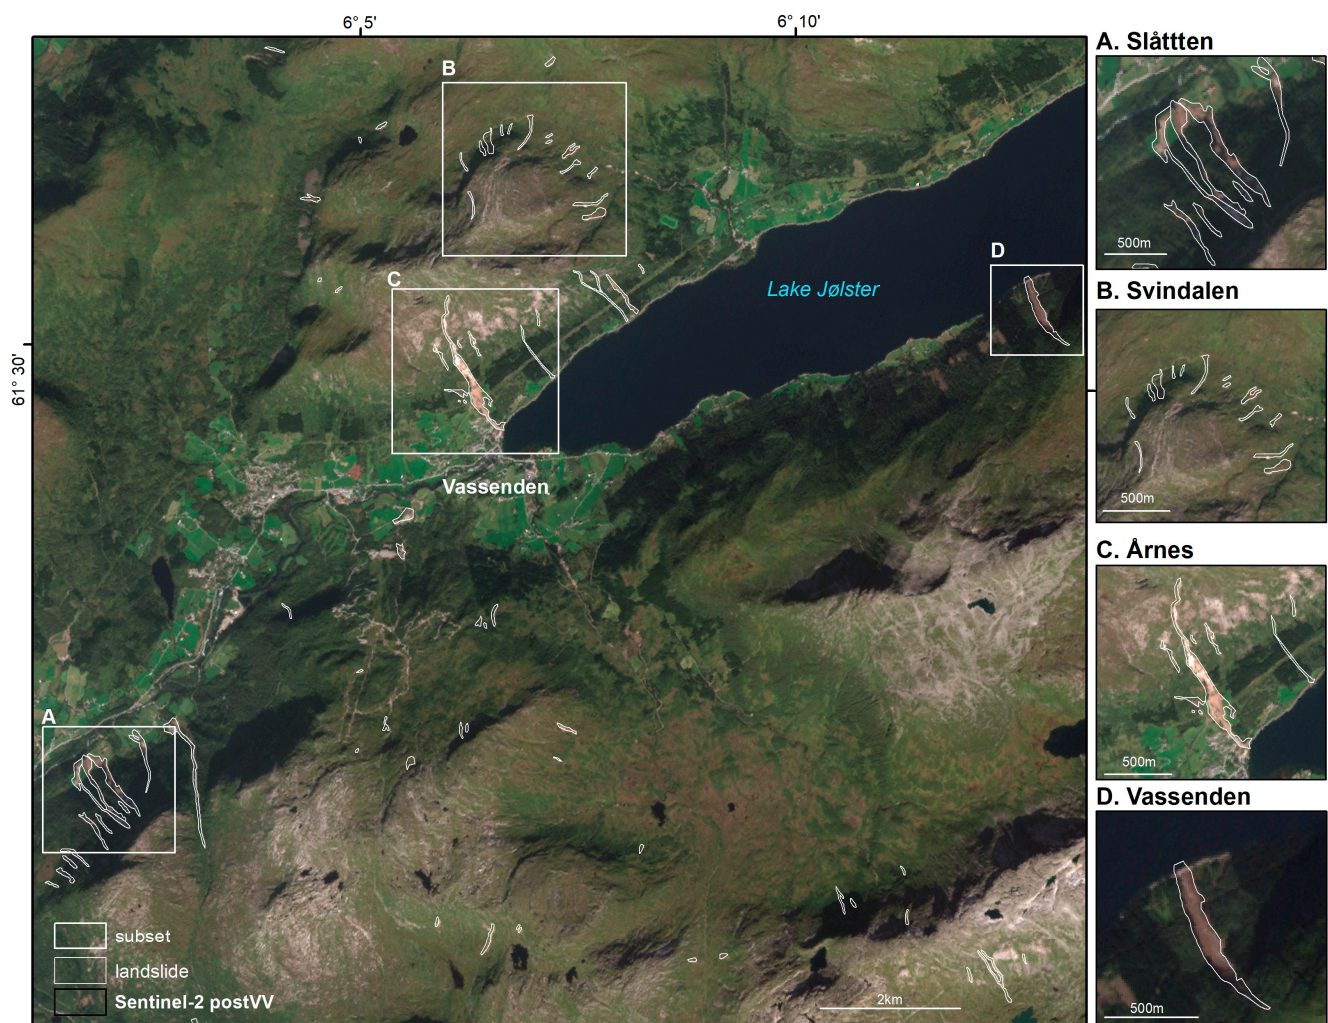 6° 5'
6° 10'
61° 30'
B
C
D
A
Lake Jølster
Vassenden
subset
landslide
Sentinel-2 postVV
2km
A. Slåttten
500m
B. Svindalen
500m
C. Årnes
500m
D. Vassenden
500m